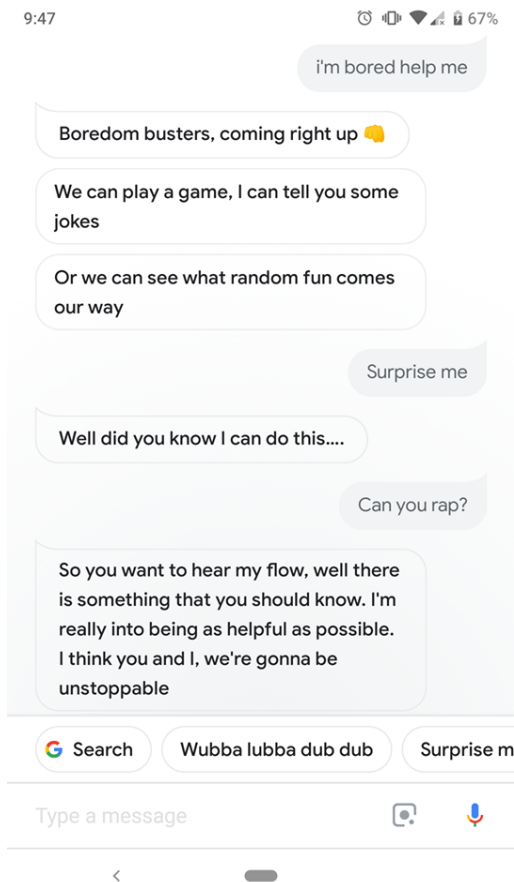 9:47
67%
i'm bored help me
Boredom busters, coming right up 👊
We can play a game, I can tell you some
jokes
Or we can see what random fun comes
our way
Surprise me
Well did you know I can do this....
Can you rap?
So you want to hear my flow, well there
is something that you should know. I'm
really into being as helpful as possible.
I think you and I, we're gonna be
unstoppable
Search
Wubba lubba dub dub
Surprise m
Type a message